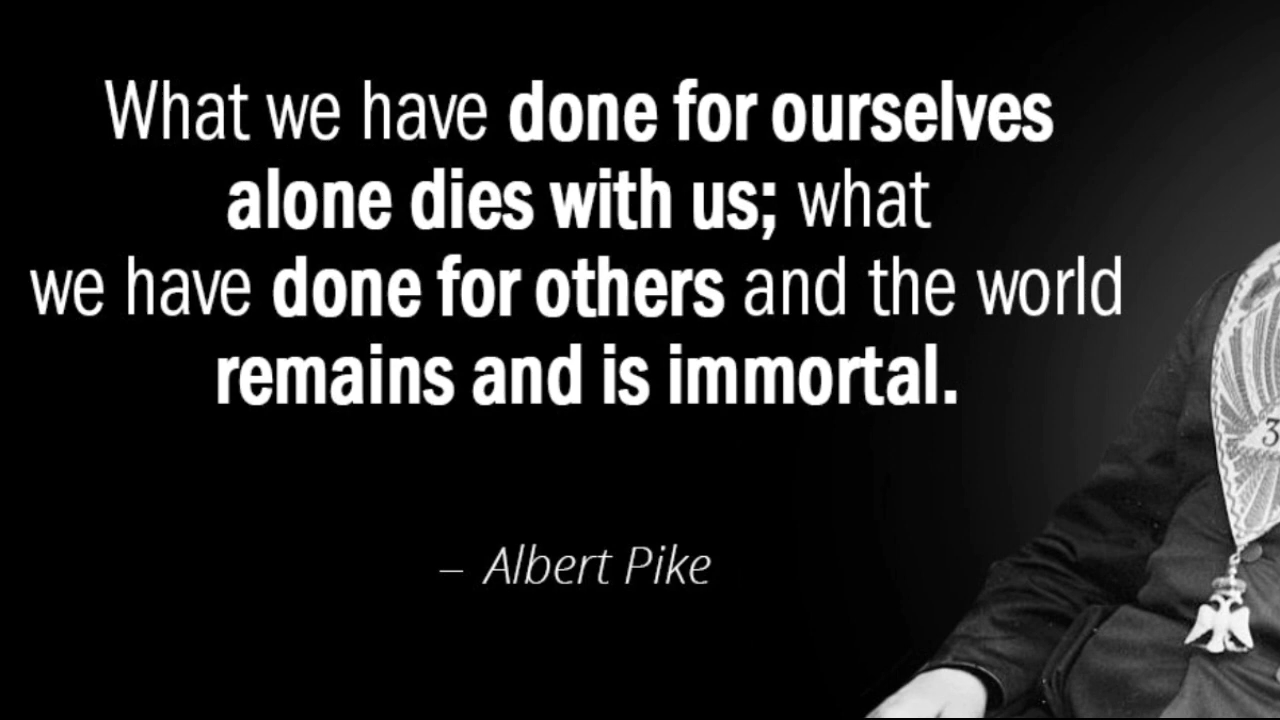 What we have done for ourselves
alone dies with us; what
we have done for others and the world
remains and is immortal.
– Albert Pike
3